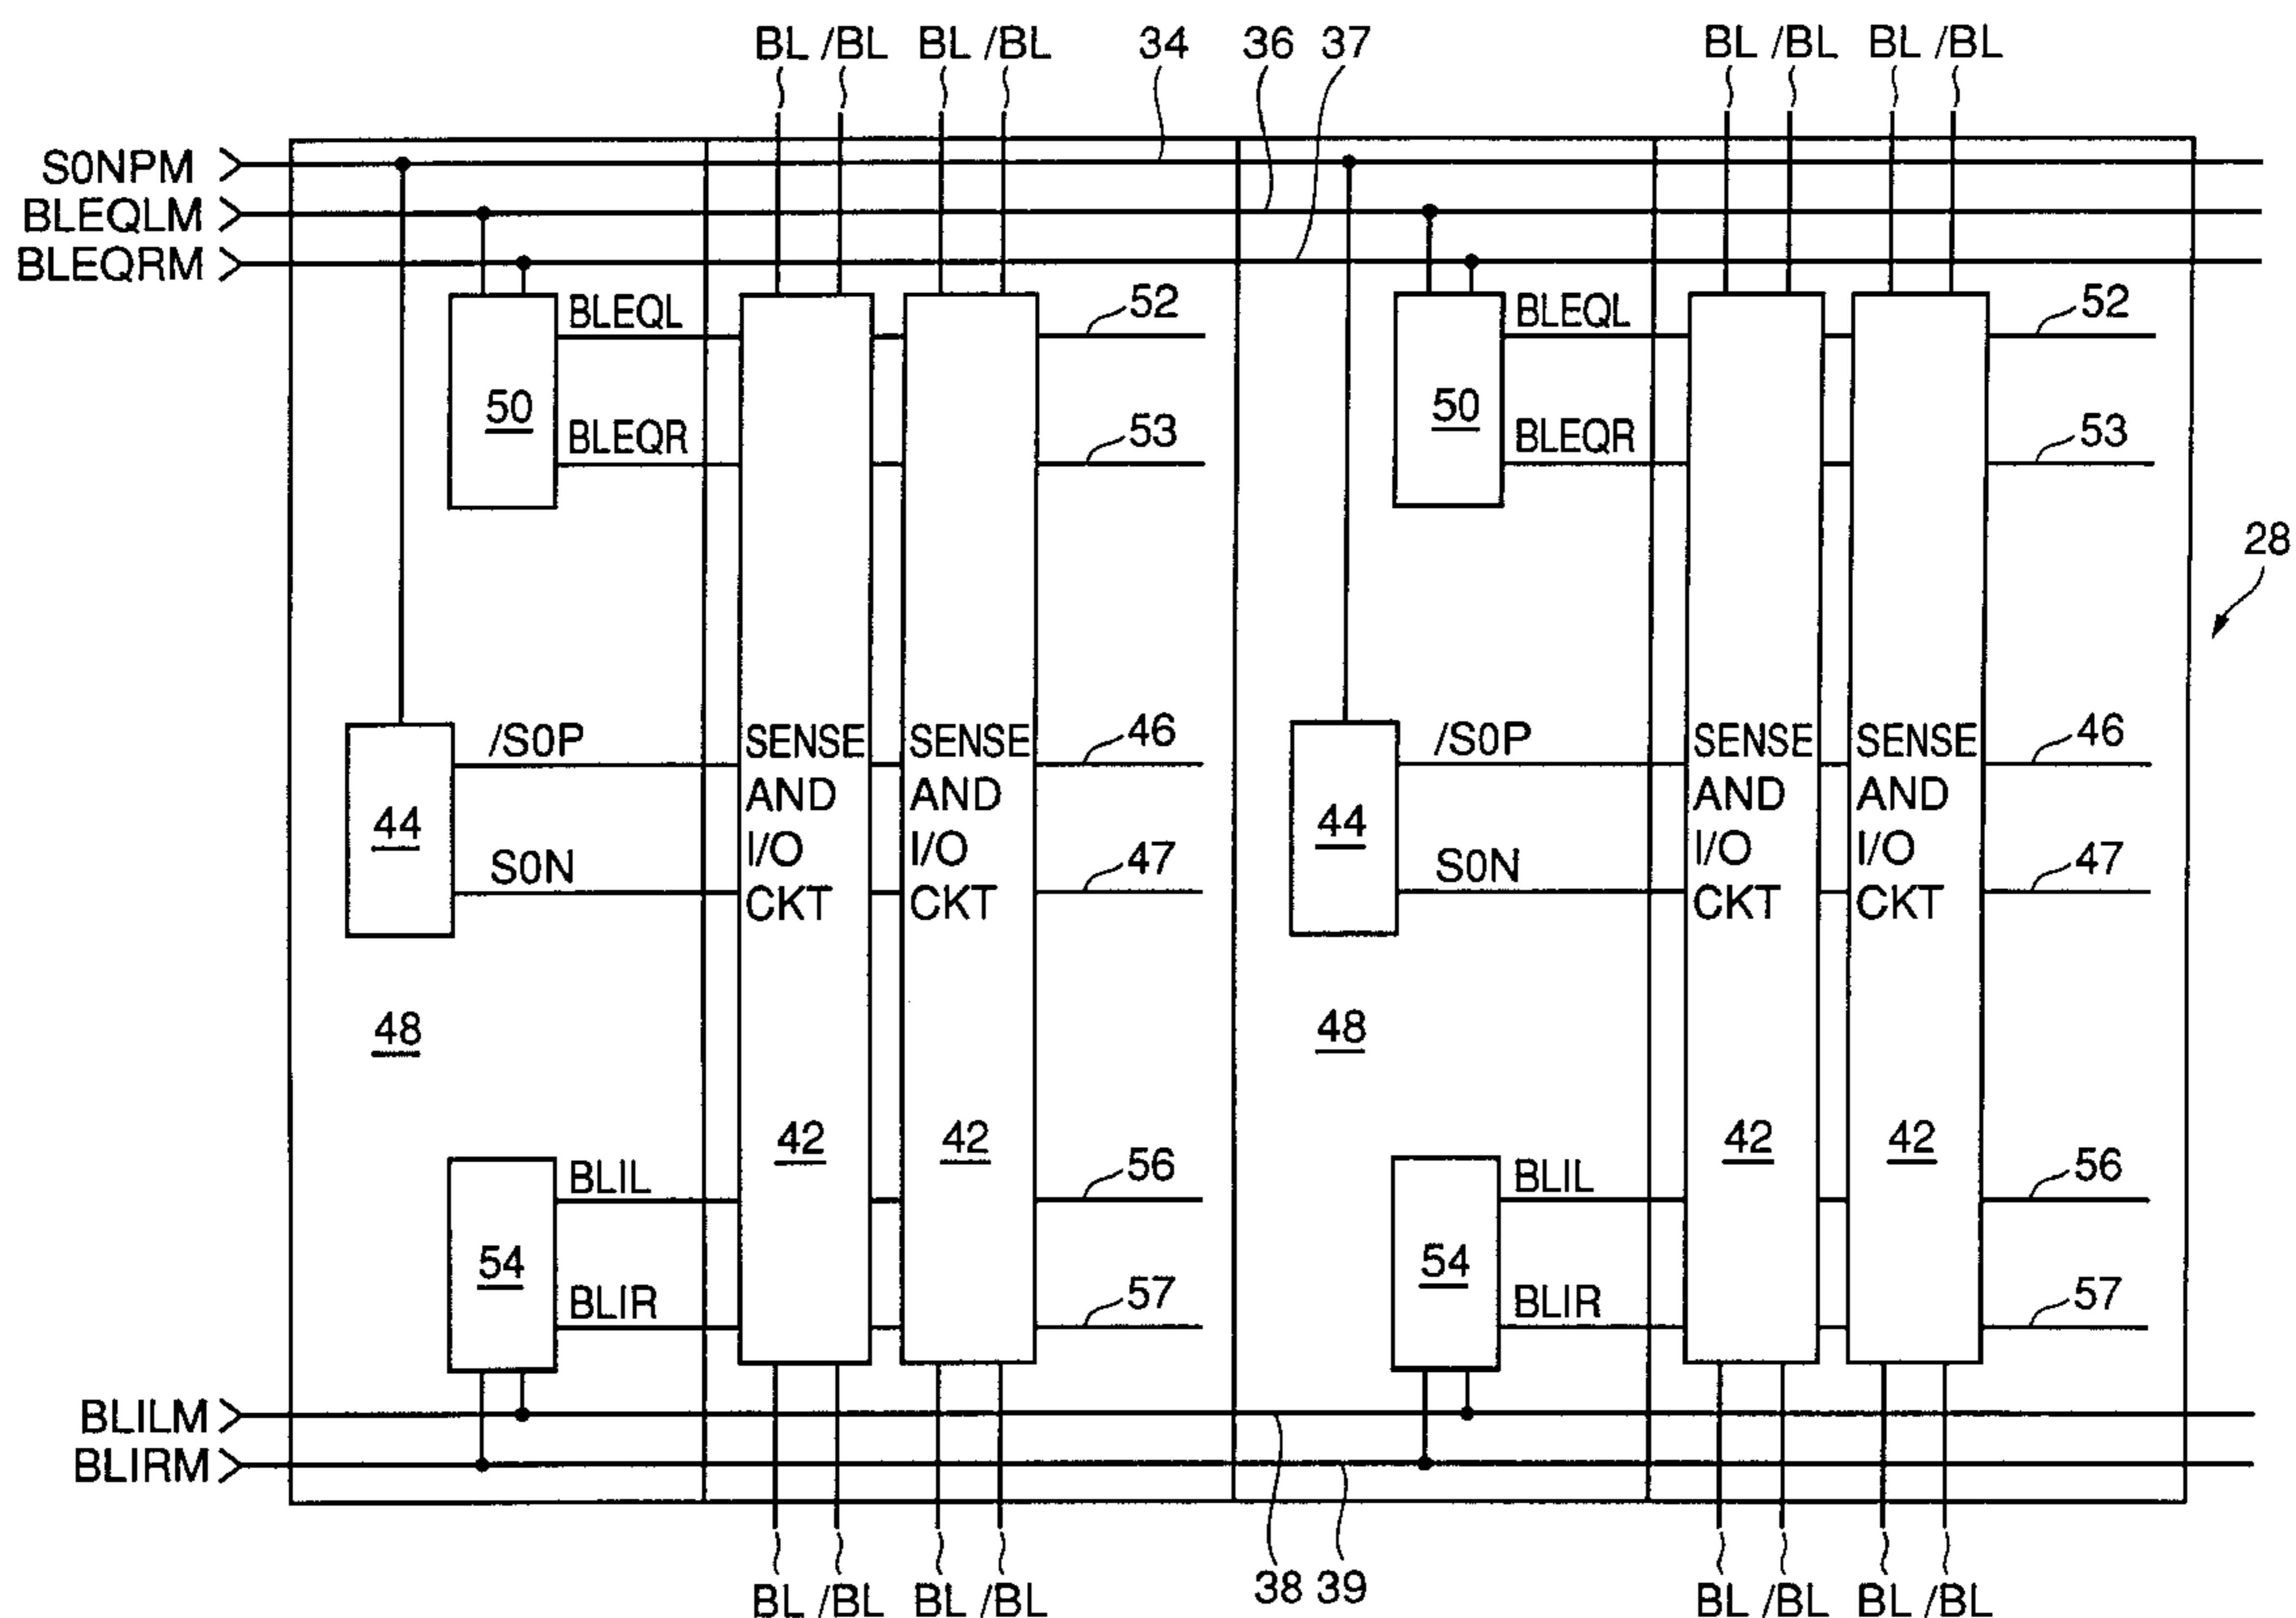 BL /BL BL /BL 34 36 37 BL /BL BL /BL
S0NPM
BLEQLM
BLEQRM
BLEQL 52 BLEQL 52
50 50
BLEQR 53 BLEQR 53
28
/S0P SENSE AND I/O CKT SENSE AND I/O CKT 46 /S0P SENSE AND I/O CKT SENSE AND I/O CKT 46
44 44
S0N 47 S0N 47
48 48
42 42 42 42
BLIL 56 BLIL 56
54 54
BLIR 57 BLIR 57
BLILM
BLIRM
BL /BL BL /BL 38 39 BL /BL BL /BL